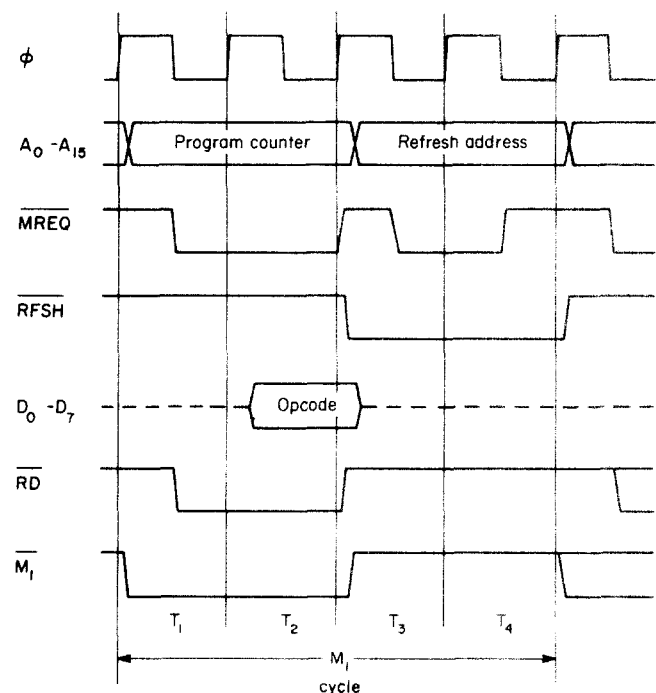 φ
A₀ -A₁₅ Program counter Refresh address
MREQ
RFSH
D₀ -D₇ Opcode
RD
M₁
T₁ T₂ T₃ T₄
M₁
cycle